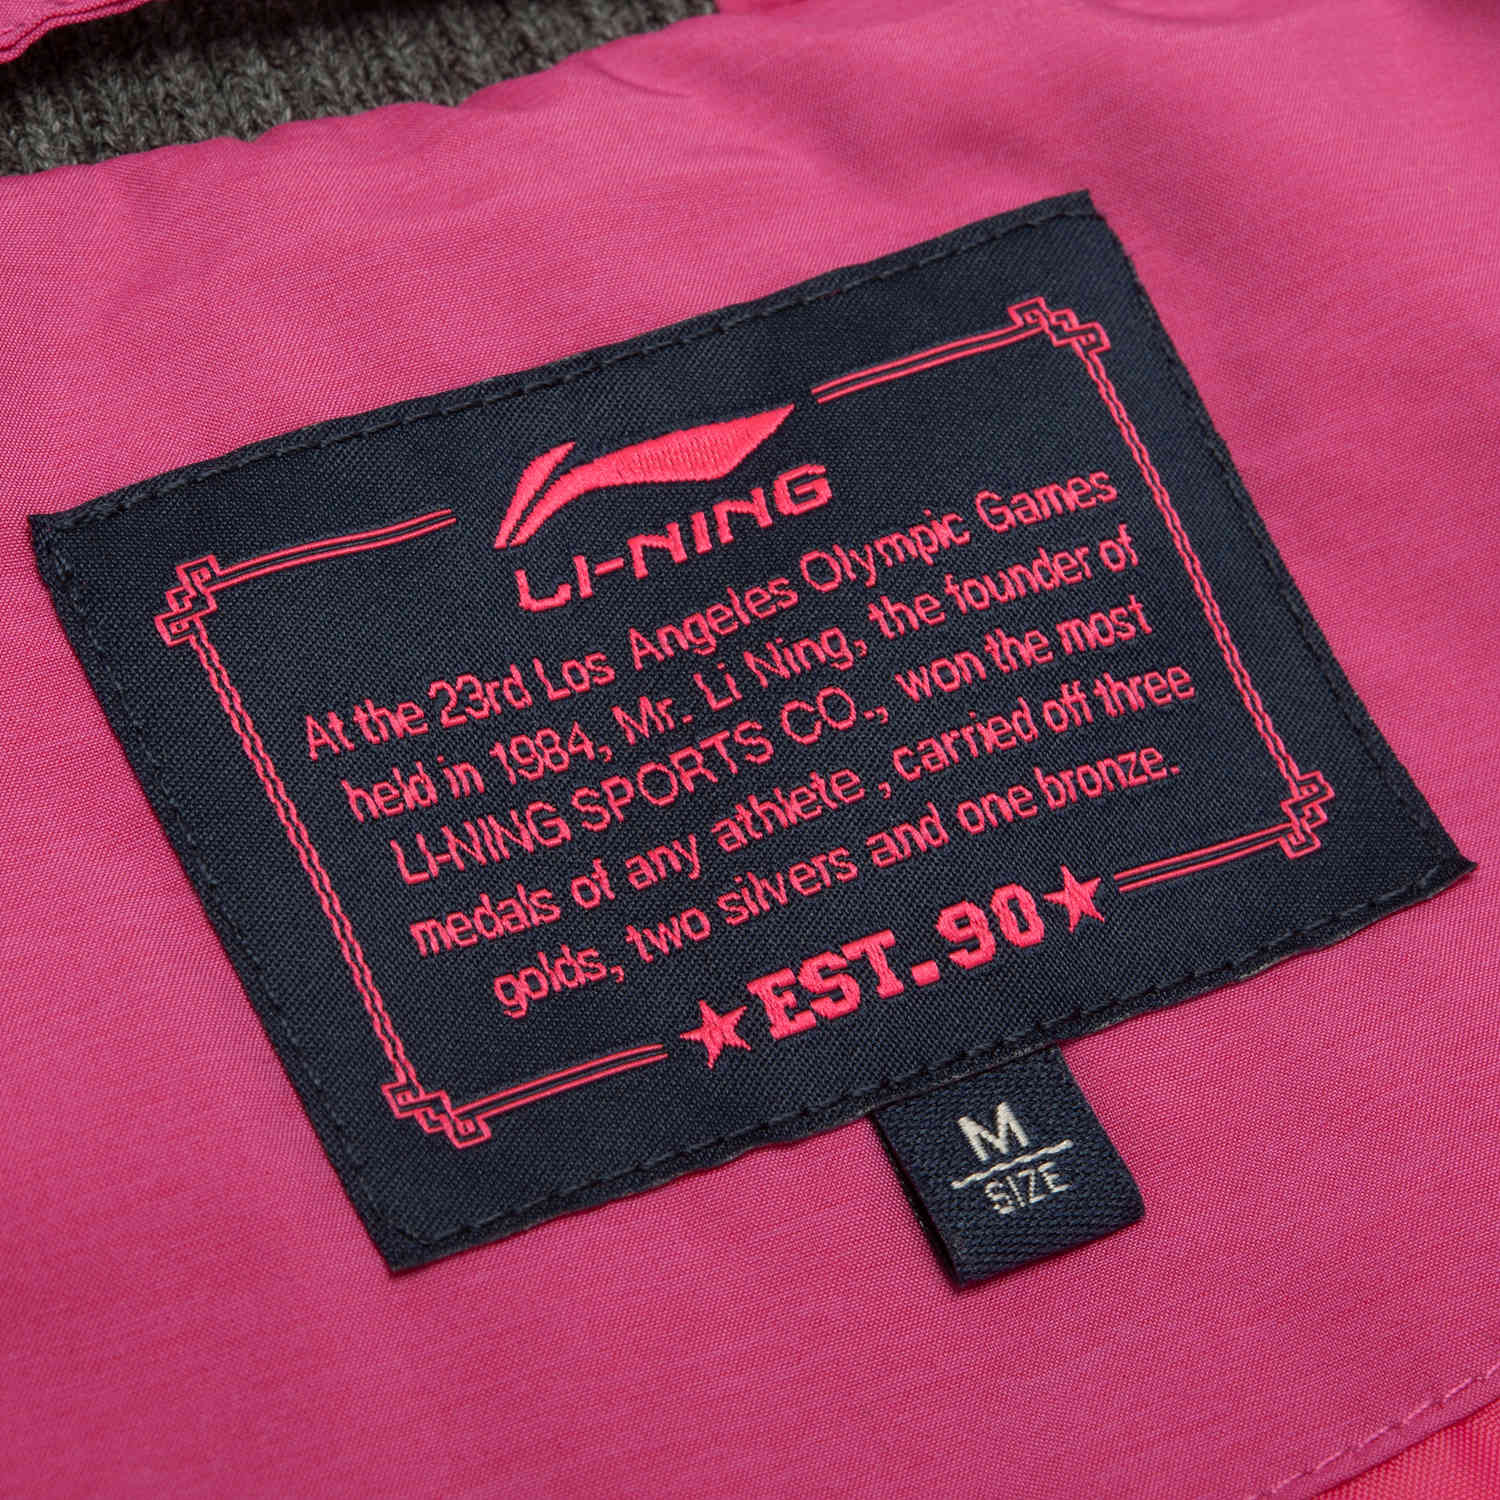 LI-NING
At the 23rd Los Angeles Olympic Games
held in 1984, Mr. Li Ning, the founder of
LI-NING SPORTS CO., won the most
medals of any athlete , carried off three
golds, two silvers and one bronze.
★EST.90★
M
SIZE